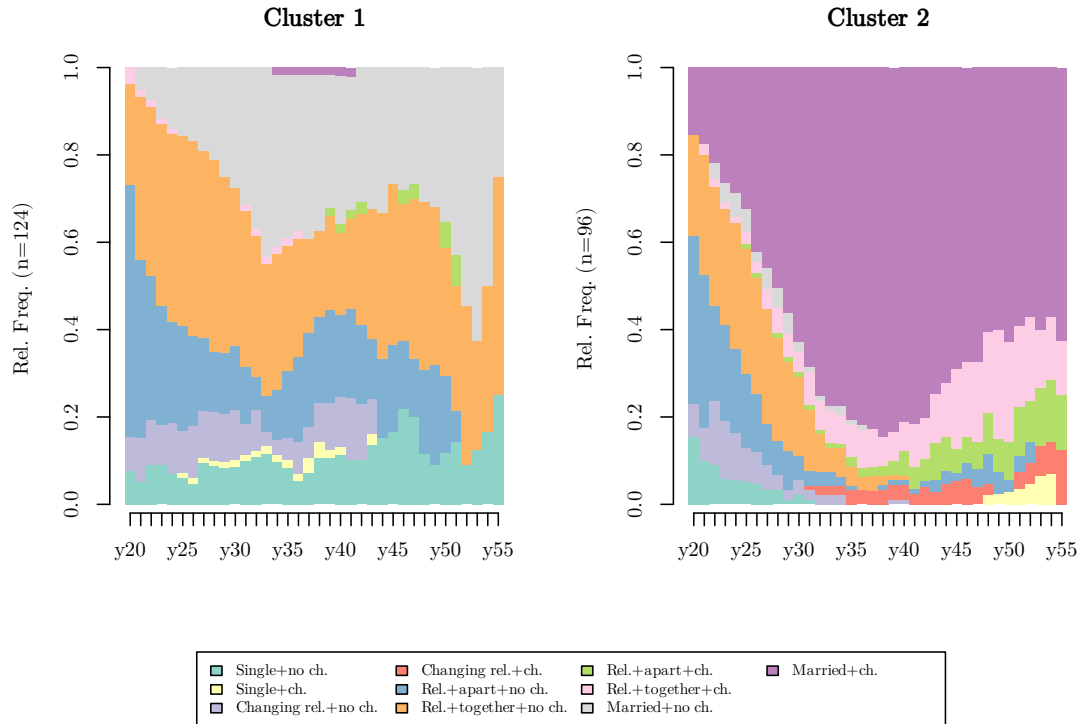 Cluster 1
Cluster 2
Rel. Freq. (n=124)
0.0 0.2 0.4 0.6 0.8 1.0
y20 y25 y30 y35 y40 y45 y50 y55
Rel. Freq. (n=96)
0.0 0.2 0.4 0.6 0.8 1.0
y20 y25 y30 y35 y40 y45 y50 y55
Single+no ch.
Single+ch.
Changing rel.+no ch.
Changing rel.+ch.
Rel.+apart+no ch.
Rel.+together+no ch.
Rel.+apart+ch.
Rel.+together+ch.
Married+no ch.
Married+ch.